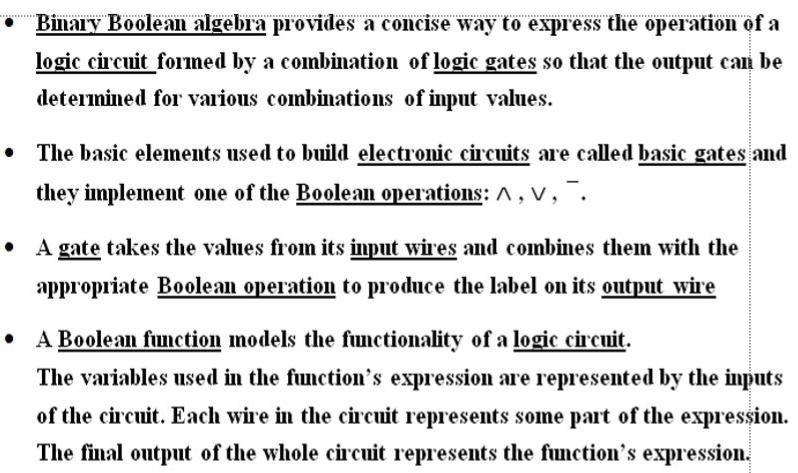 • Binary Boolean algebra provides a concise way to express the operation of a
logic circuit formed by a combination of logic gates so that the output can be
determined for various combinations of input values.
• The basic elements used to build electronic circuits are called basic gates and
they implement one of the Boolean operations: ∧ , ∨ , ‾ .
• A gate takes the values from its input wires and combines them with the
appropriate Boolean operation to produce the label on its output wire
• A Boolean function models the functionality of a logic circuit.
The variables used in the function’s expression are represented by the inputs
of the circuit. Each wire in the circuit represents some part of the expression.
The final output of the whole circuit represents the function’s expression.